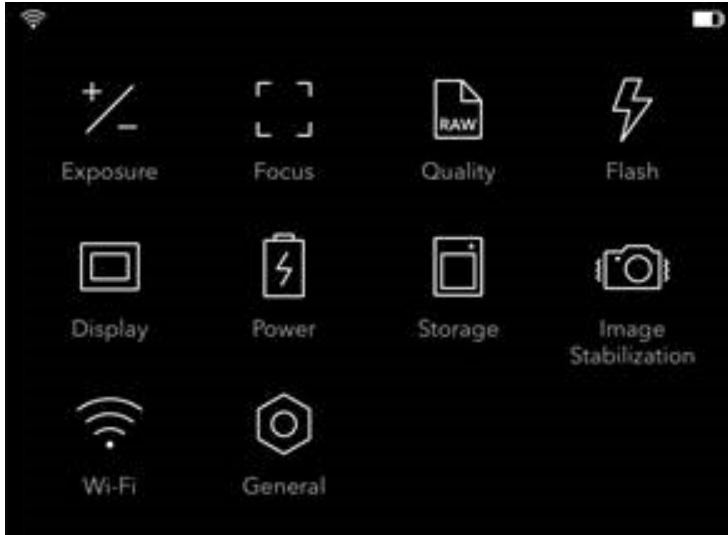 RAW
Exposure Focus Quality Flash
Display Power Storage Image
Stabilization
Wi-Fi General